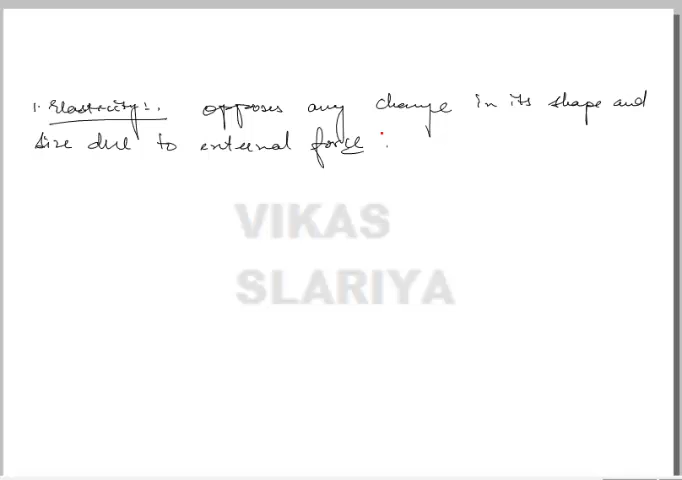 1. Elasticity:- opposes any change in its shape and
size due to external force :
VIKAS
SLARIYA